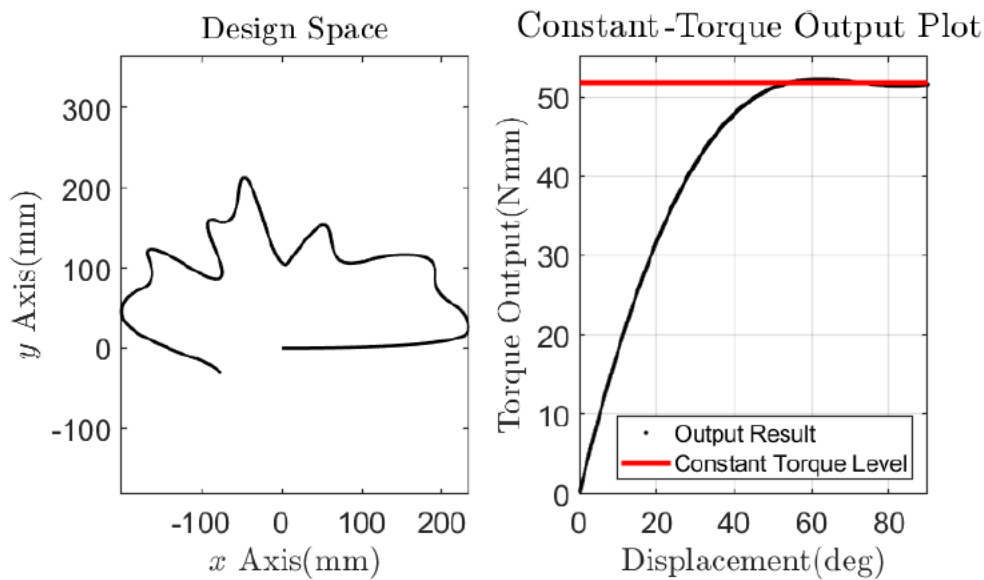 Design Space
300
200
100
0
-100
-100
0
100
200
y Axis(mm)
x Axis(mm)
Constant-Torque Output Plot
50
40
30
20
10
0
0
20
40
60
80
Torque Output(Nmm)
Displacement(deg)
Output Result
Constant Torque Level